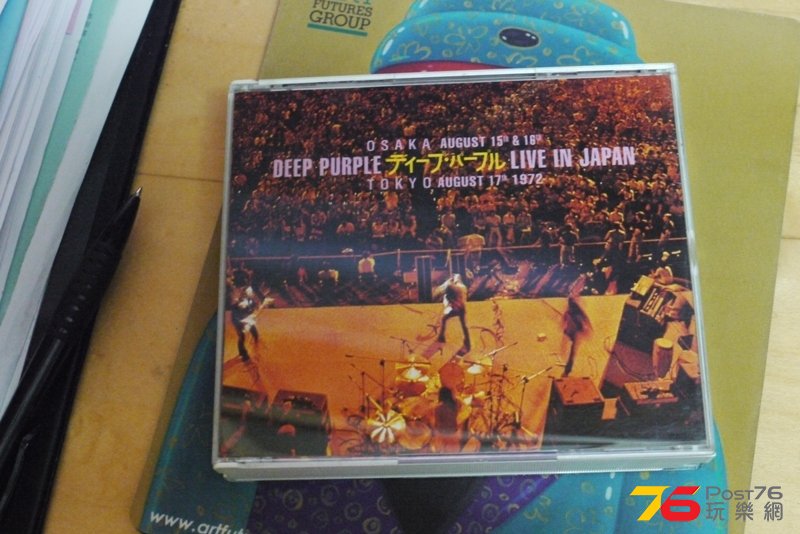 FUTURES
GROUP
OSAKA AUGUST 15th & 16th
DEEP PURPLE ディープ・パープル LIVE IN JAPAN
TOKYO AUGUST 17th 1972
www.artfu
76 Post76
玩樂網